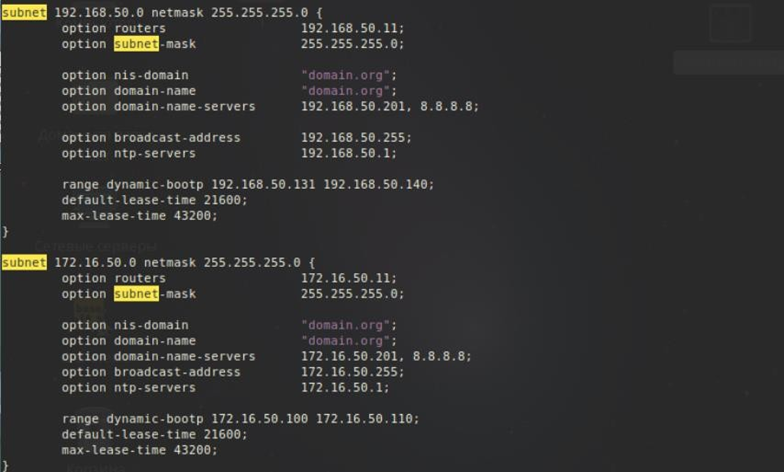 subnet 192.168.50.0 netmask 255.255.255.0 {
option routers 192.168.50.11;
option subnet-mask 255.255.255.0;
option nis-domain "domain.org";
option domain-name "domain.org";
option domain-name-servers 192.168.50.201, 8.8.8.8;
option broadcast-address 192.168.50.255;
option ntp-servers 192.168.50.1;
range dynamic-bootp 192.168.50.131 192.168.50.140;
default-lease-time 21600;
max-lease-time 43200;
}
Сетевые серверы
subnet 172.16.50.0 netmask 255.255.255.0 {
option routers 172.16.50.11;
option subnet-mask 255.255.255.0;
option nis-domain "domain.org";
option domain-name "domain.org";
option domain-name-servers 172.16.50.201, 8.8.8.8;
option broadcast-address 172.16.50.255;
option ntp-servers 172.16.50.1;
range dynamic-bootp 172.16.50.100 172.16.50.110;
default-lease-time 21600;
max-lease-time 43200;
}